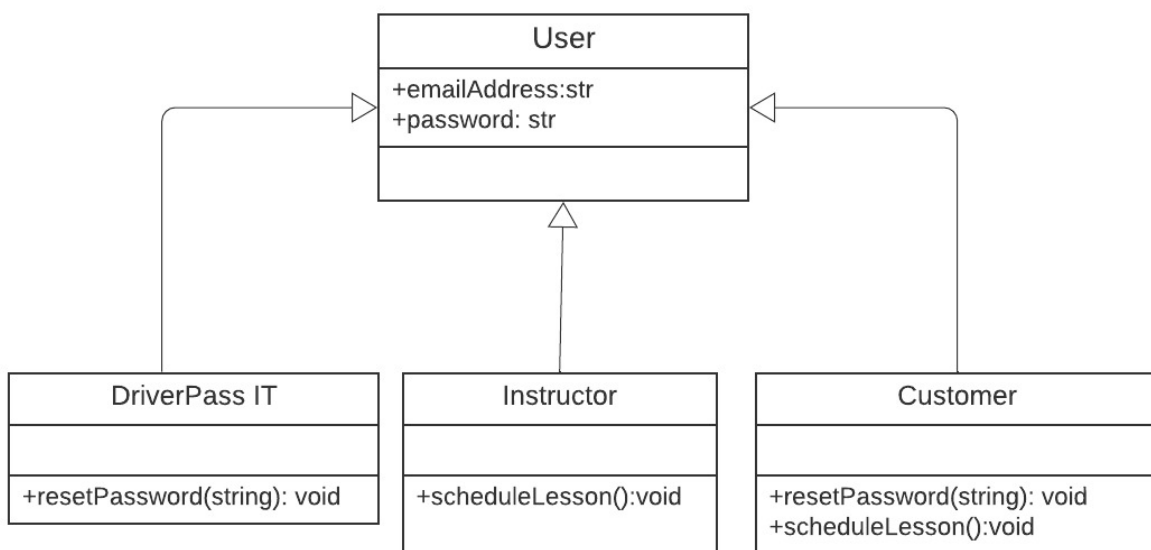 User
+emailAddress:str
+password: str
DriverPass IT
+resetPassword(string): void
Instructor
+scheduleLesson():void
Customer
+resetPassword(string): void
+scheduleLesson():void